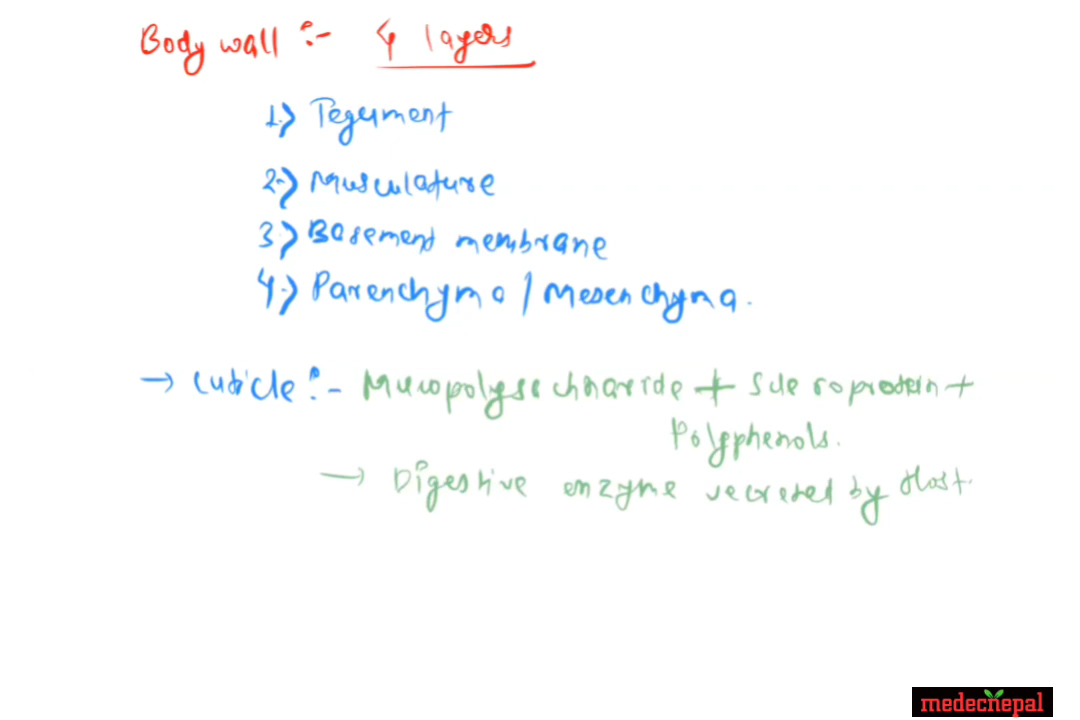 Body wall :- 4 layers
1.) Tegument
2.) Musculature
3.) Basement membrane
4.) Parenchyma / Mesenchyma.
→ Cuticle :- Mucopolysacchaaride + Scleroprotein +
Polyphenols.
→ Digestive enzyme secreted by Host.
medecnepal